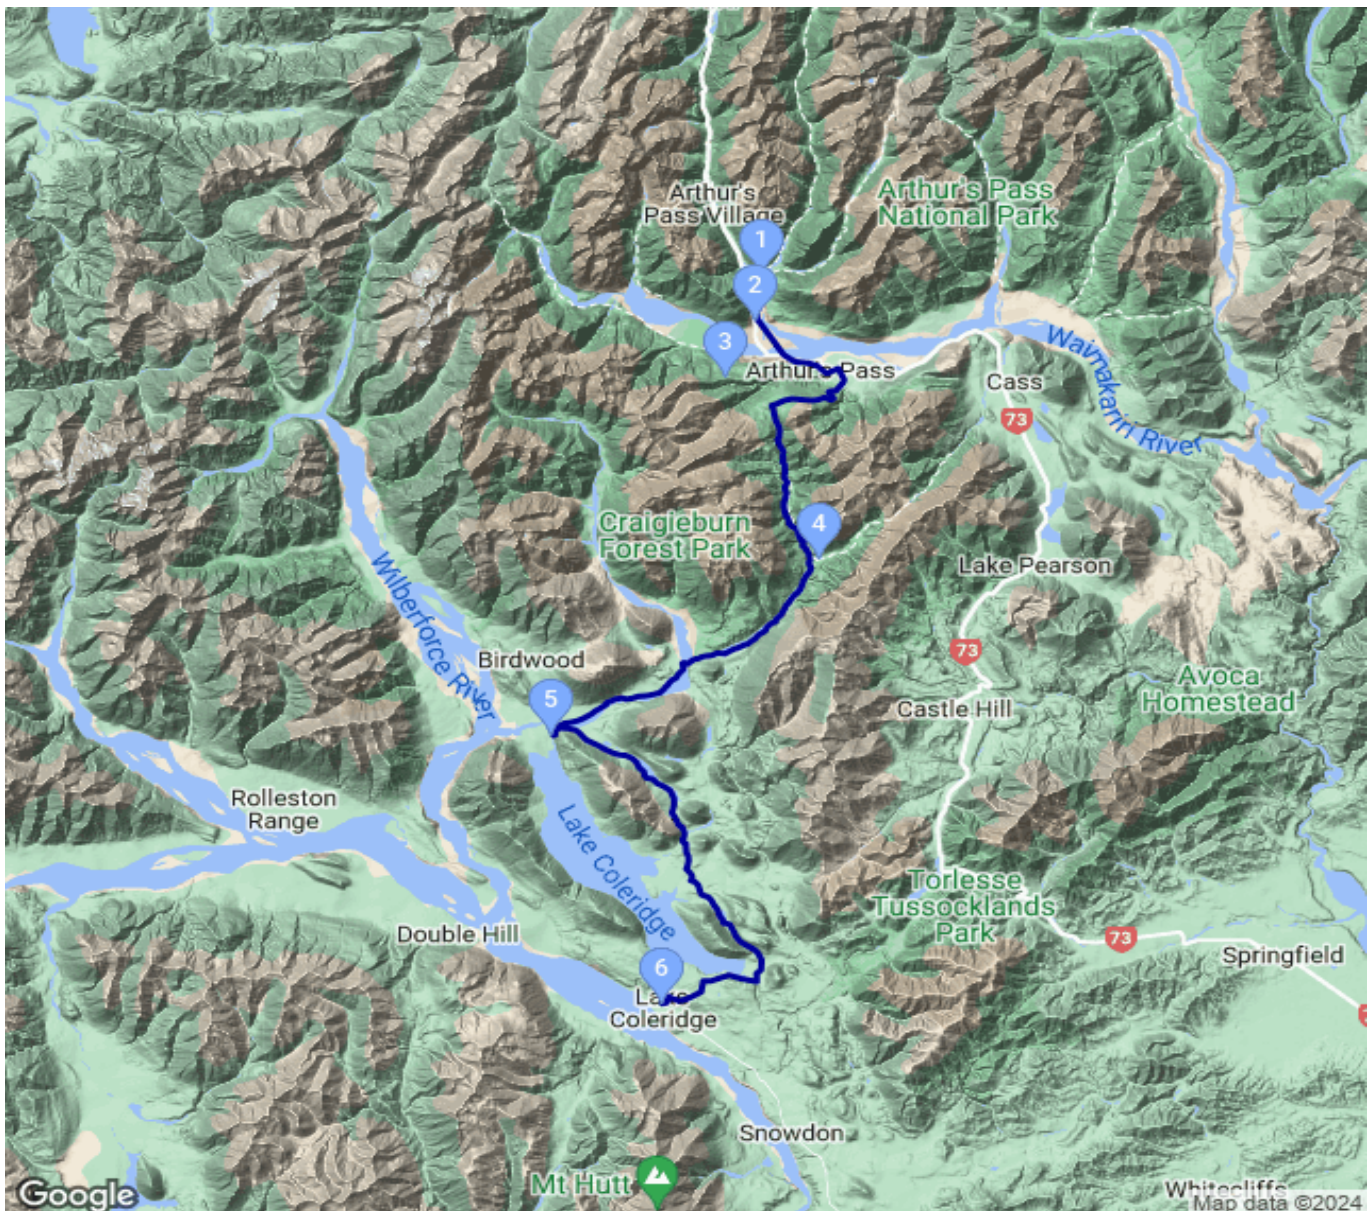 Arthur's
Pass Village
Arthur's Pass
National Park
1
2
3
Arthur's Pass
Waimakariri River
Cass
73
4
Craigieburn
Forest Park
Lake Pearson
Wilberforce River
Birdwood
73
Avoca
Homestead
5
Castle Hill
Rolleston
Range
Lake Coleridge
Torlesse
Tussocklands
Park
Double Hill
73
Springfield
6
Lake
Coleridge
Snowdon
Mt Hutt
Whitecliffs
Google
Map data ©2024